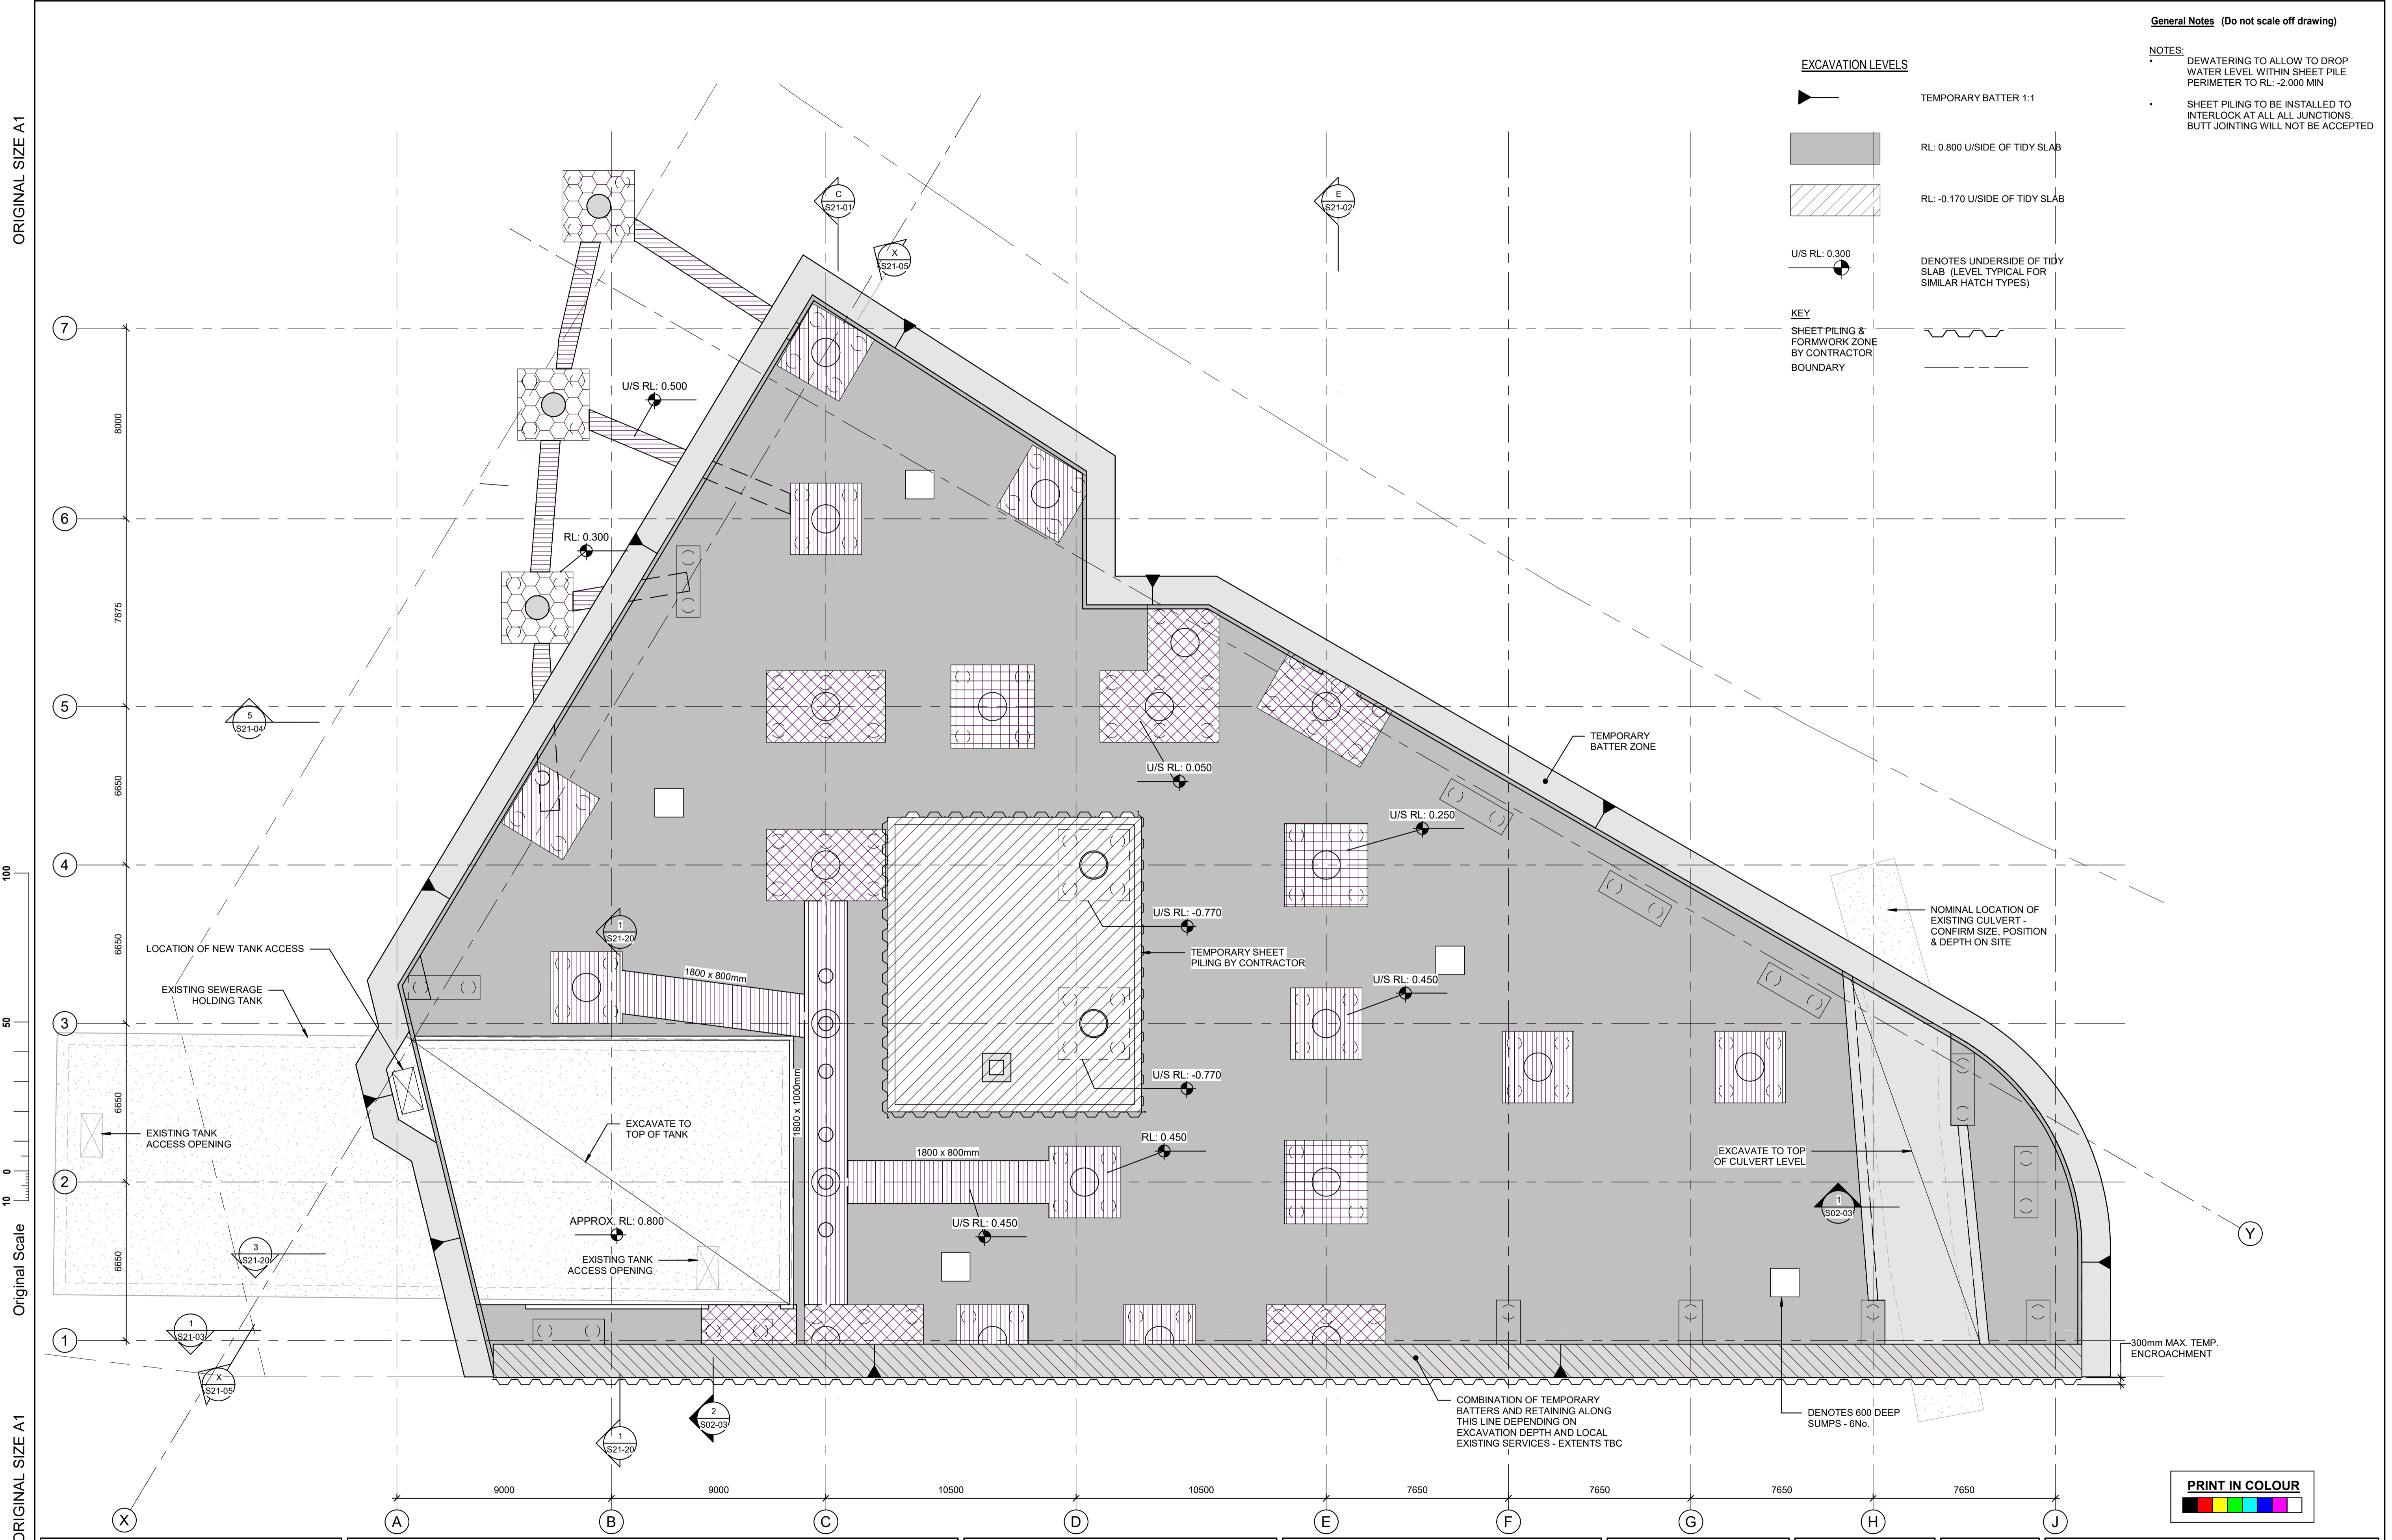 General Notes (Do not scale off drawing)
NOTES:
• DEWATERING TO ALLOW TO DROP
WATER LEVEL WITHIN SHEET PILE
PERIMETER TO RL: -2.000 MIN
• SHEET PILING TO BE INSTALLED TO
INTERLOCK AT ALL ALL JUNCTIONS.
BUTT JOINTING WILL NOT BE ACCEPTED
EXCAVATION LEVELS
TEMPORARY BATTER 1:1
RL: 0.800 U/SIDE OF TIDY SLAB
RL: -0.170 U/SIDE OF TIDY SLAB
U/S RL: 0.300
DENOTES UNDERSIDE OF TIDY
SLAB (LEVEL TYPICAL FOR
SIMILAR HATCH TYPES)
KEY
SHEET PILING &
FORMWORK ZONE
BY CONTRACTOR
BOUNDARY
ORIGINAL SIZE A1
C
S21-01
E
S21-02
X
S21-05
7
8000
U/S RL: 0.500
6
RL: 0.300
7875
5
5
S21-04
TEMPORARY
BATTER ZONE
U/S RL: 0.050
6650
U/S RL: 0.250
4
100
1
S21-20
U/S RL: -0.770
NOMINAL LOCATION OF
EXISTING CULVERT -
CONFIRM SIZE, POSITION
& DEPTH ON SITE
LOCATION OF NEW TANK ACCESS
6650
TEMPORARY SHEET
PILING BY CONTRACTOR
1800 x 800mm
U/S RL: 0.450
EXISTING SEWERAGE
HOLDING TANK
50
3
U/S RL: -0.770
1800 x 1000mm
6650
EXCAVATE TO
TOP OF TANK
EXISTING TANK
ACCESS OPENING
RL: 0.450
1800 x 800mm
EXCAVATE TO TOP
OF CULVERT LEVEL
0
2
10
1
S02-03
APPROX. RL: 0.800
U/S RL: 0.450
Y
3
S21-20
6650
EXISTING TANK
ACCESS OPENING
Original Scale
1
S21-03
1
300mm MAX. TEMP.
ENCROACHMENT
X
S21-05
2
S02-03
1
S21-20
COMBINATION OF TEMPORARY
BATTERS AND RETAINING ALONG
THIS LINE DEPENDING ON
EXCAVATION DEPTH AND LOCAL
EXISTING SERVICES - EXTENTS TBC
DENOTES 600 DEEP
SUMPS - 6No.
ORIGINAL SIZE A1
9000
9000
10500
10500
7650
7650
7650
PRINT IN COLOUR
X
A
B
C
D
E
F
G
H
J